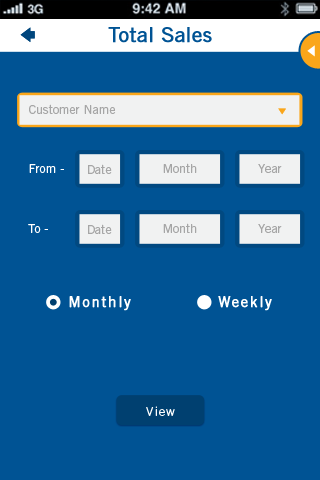 3G 9:42 AM
Total Sales
Customer Name
From - Date Month Year
To - Date Month Year
Monthly Weekly
View